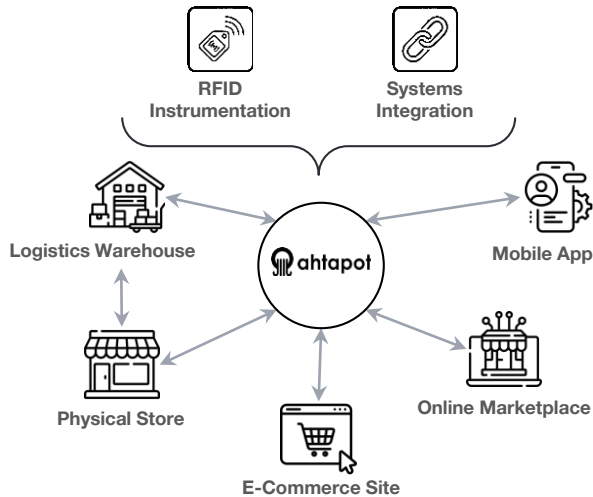 RFID
Instrumentation
Systems
Integration
Logistics Warehouse
ahtapot
Mobile App
Physical Store
Online Marketplace
E-Commerce Site